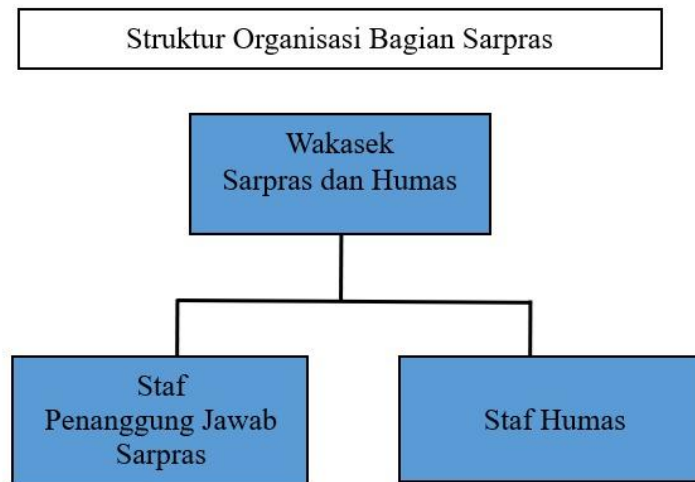 Struktur Organisasi Bagian Sarpras
Wakasek
Sarpras dan Humas
Staf
Penanggung Jawab
Sarpras
Staf Humas